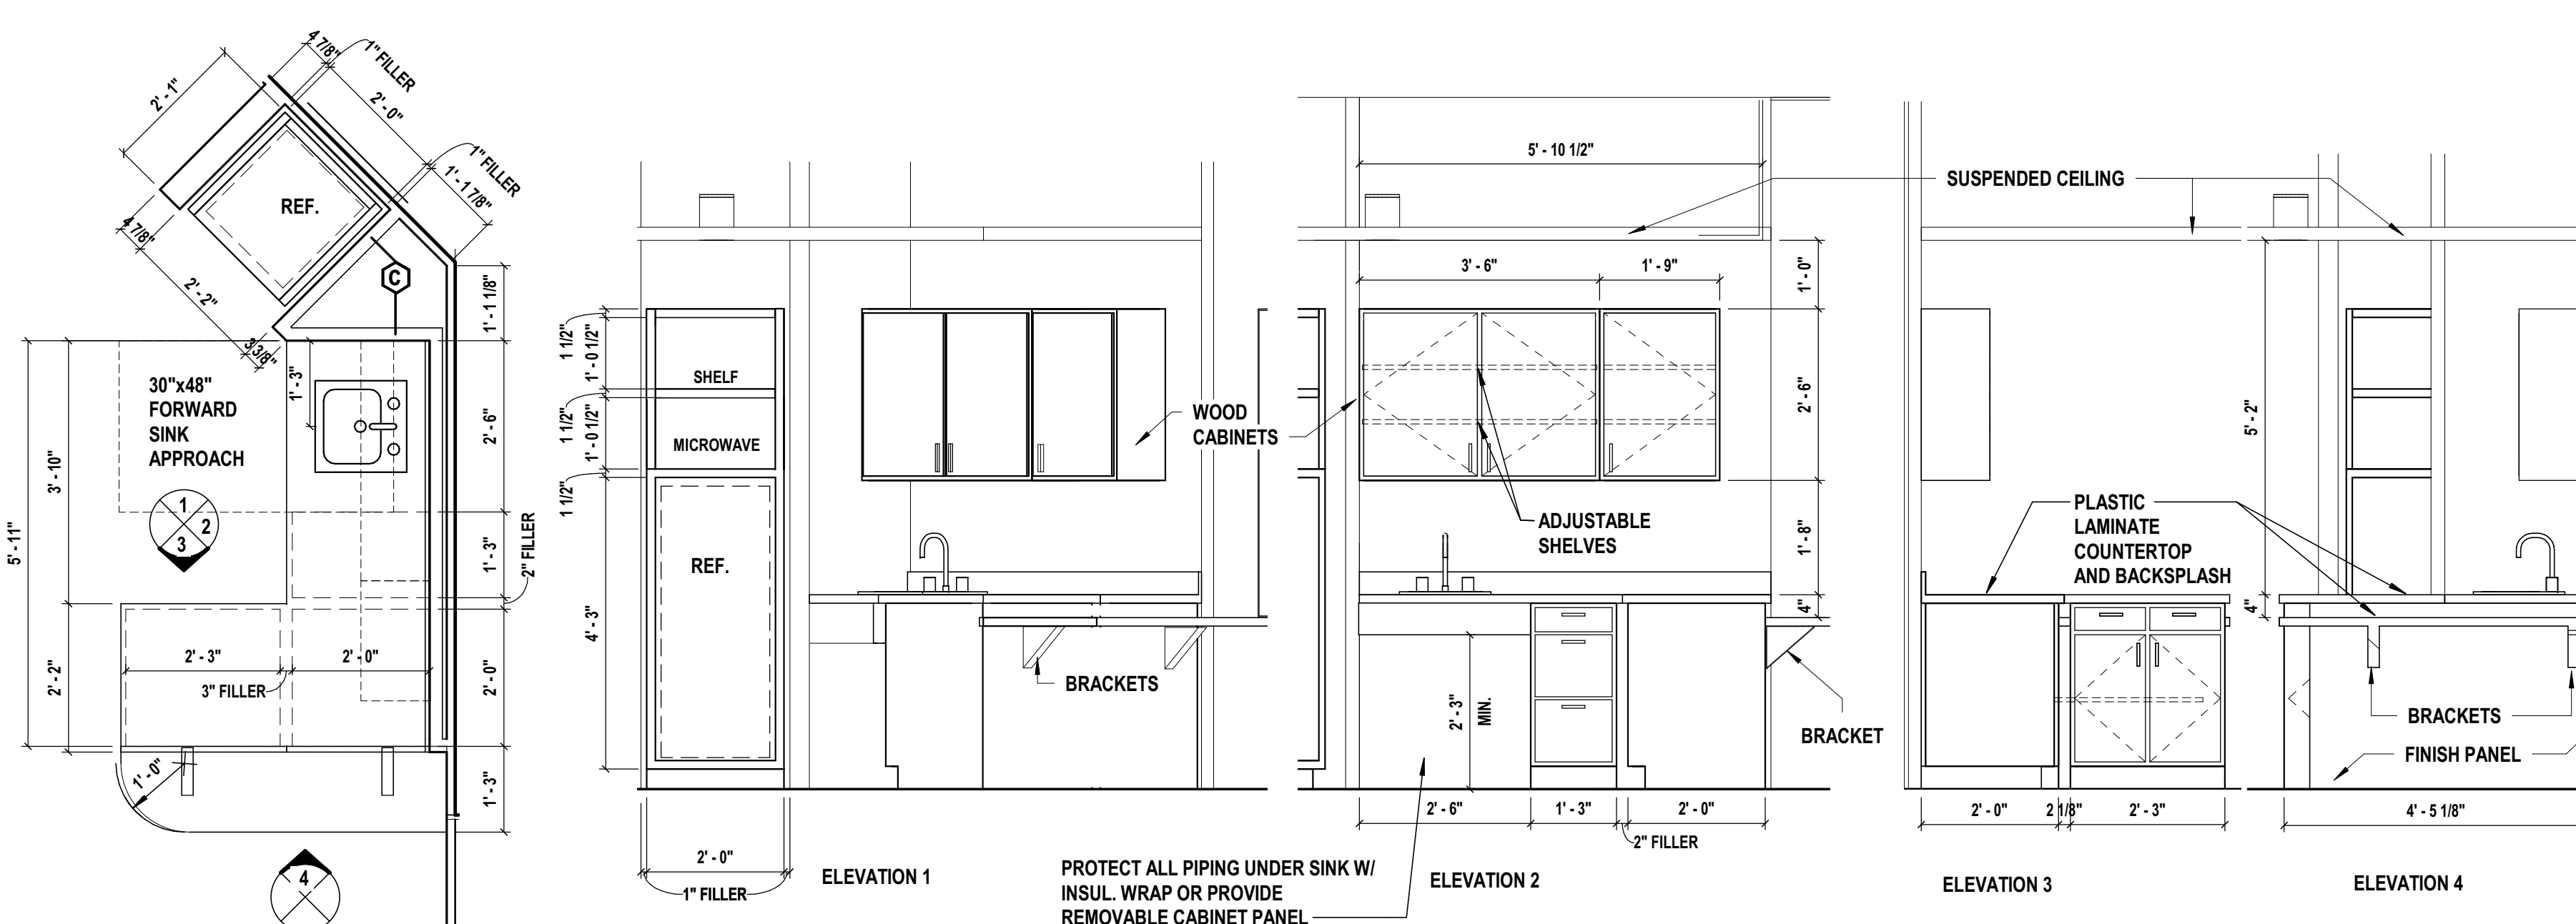 4 7/8"
1" FILLER
2' - 1"
2' - 0"
1" FILLER
1' - 1 7/8"
REF.
4 7/8"
C
2' - 2"
3 3/8"
1' - 1 1/8"
30"x48"
FORWARD
SINK
APPROACH
1' - 3"
2' - 6"
3' - 10"
5' - 11"
1
2
3
1' - 3"
2" FILLER
2' - 2"
2' - 3"
2' - 0"
3" FILLER
2' - 0"
1' - 0"
1' - 3"
4
1 1/2"
1' - 0 1/2"
SHELF
1 1/2"
1' - 0 1/2"
MICROWAVE
1 1/2"
REF.
4' - 3"
2' - 0"
1" FILLER
BRACKETS
ELEVATION 1
WOOD
CABINETS
5' - 10 1/2"
3' - 6"
1' - 9"
1' - 0"
2' - 6"
ADJUSTABLE
SHELVES
1' - 8"
4"
2' - 3"
MIN.
BRACKET
2' - 6"
1' - 3"
2' - 0"
2" FILLER
PROTECT ALL PIPING UNDER SINK W/
INSUL. WRAP OR PROVIDE
REMOVABLE CABINET PANEL
ELEVATION 2
SUSPENDED CEILING
PLASTIC
LAMINATE
COUNTERTOP
AND BACKSPLASH
2' - 0"
2 1/8"
2' - 3"
ELEVATION 3
5' - 2"
4"
BRACKETS
FINISH PANEL
4' - 5 1/8"
ELEVATION 4